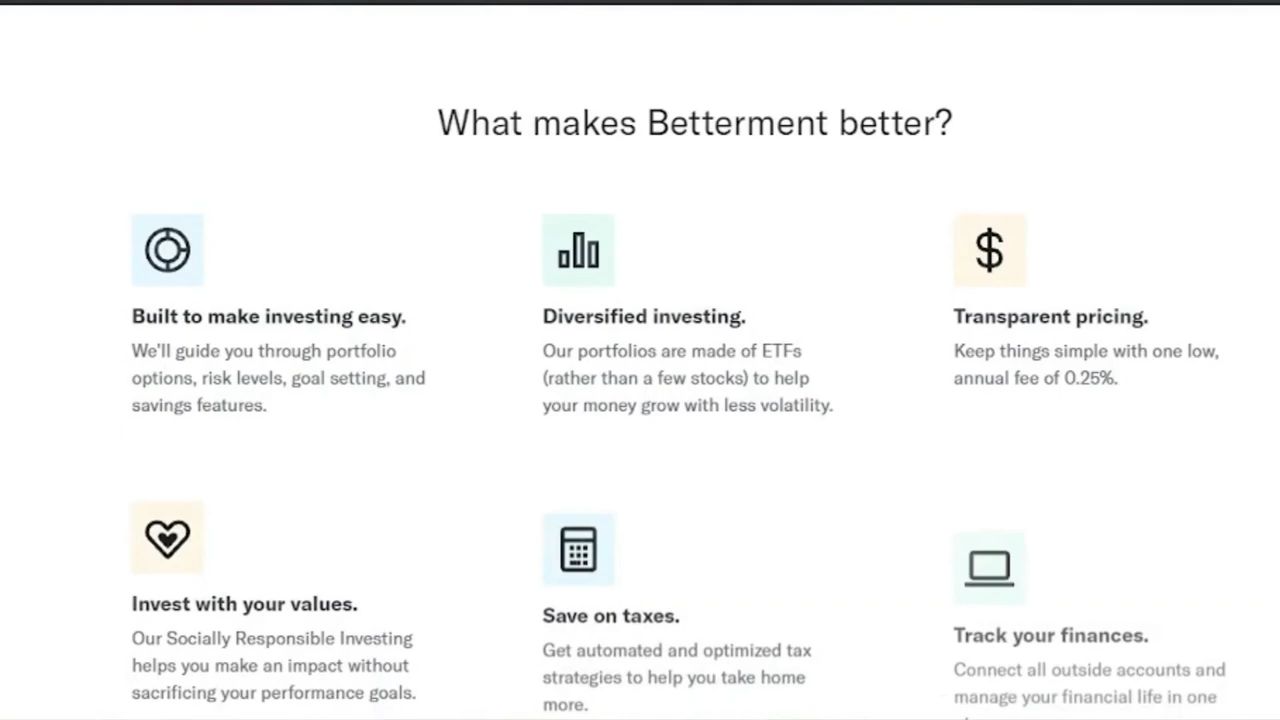 What makes Betterment better?
Built to make investing easy.
We'll guide you through portfolio
options, risk levels, goal setting, and
savings features.
Diversified investing.
Our portfolios are made of ETFs
(rather than a few stocks) to help
your money grow with less volatility.
Transparent pricing.
Keep things simple with one low,
annual fee of 0.25%.
Invest with your values.
Our Socially Responsible Investing
helps you make an impact without
sacrificing your performance goals.
Save on taxes.
Get automated and optimized tax
strategies to help you take home
more.
Track your finances.
Connect all outside accounts and
manage your financial life in one